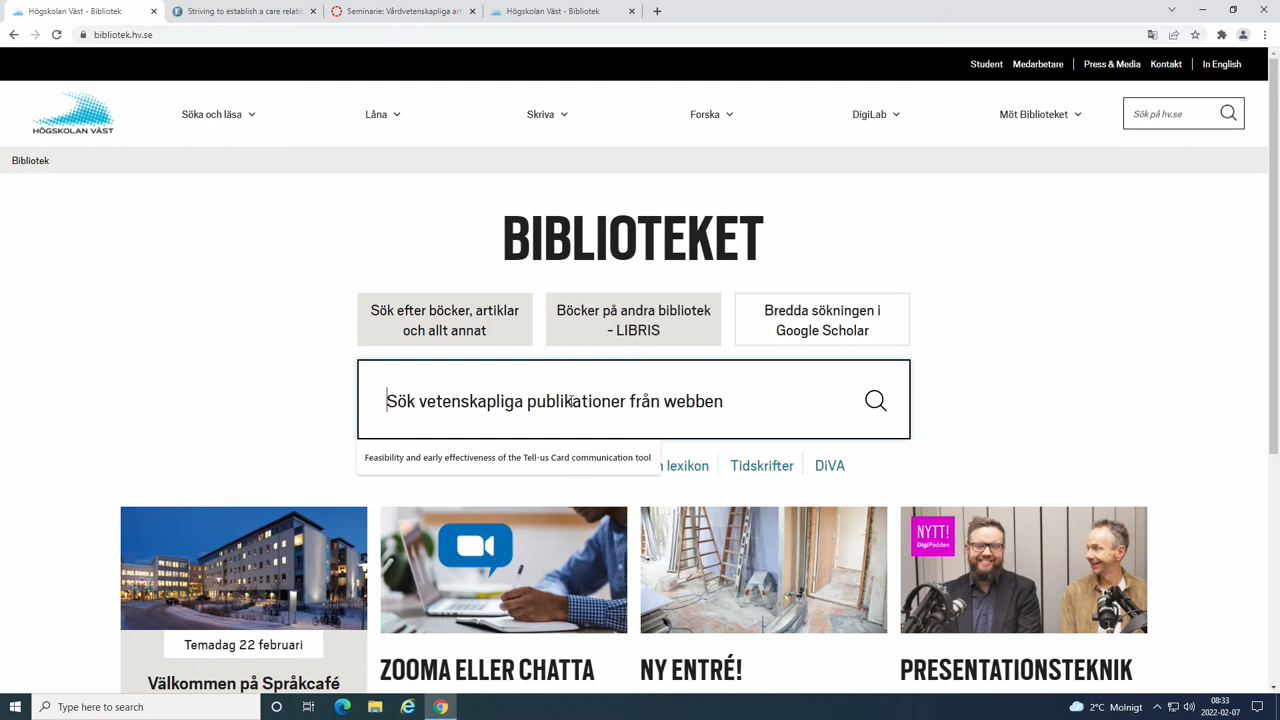 Högskolan Väst - Bibliotek
Striving to establish a care relatio
Seminarie: Vårdvetenskapliga art
Högskolan Väst - Bibliotek
bibliotek.hv.se
Student
Medarbetare
Press & Media
Kontakt
In English
HÖGSKOLAN VÄST
Söka och läsa
Låna
Skriva
Forska
DigiLab
Möt Biblioteket
Sök på hv.se
Bibliotek
BIBLIOTEKET
Sök efter böcker, artiklar
och allt annat
Böcker på andra bibliotek
- LIBRIS
Bredda sökningen i
Google Scholar
Sök vetenskapliga publikationer från webben
Feasibility and early effectiveness of the Tell-us Card communication tool
lexikon
Tidskrifter
DiVA
NYTT!
DigiPodden
Temadag 22 februari
Välkommen på Språkcafé
ZOOMA ELLER CHATTA
NY ENTRÉ!
PRESENTATIONSTEKNIK
Type here to search
2°C Molnigt
08:33
2022-02-07